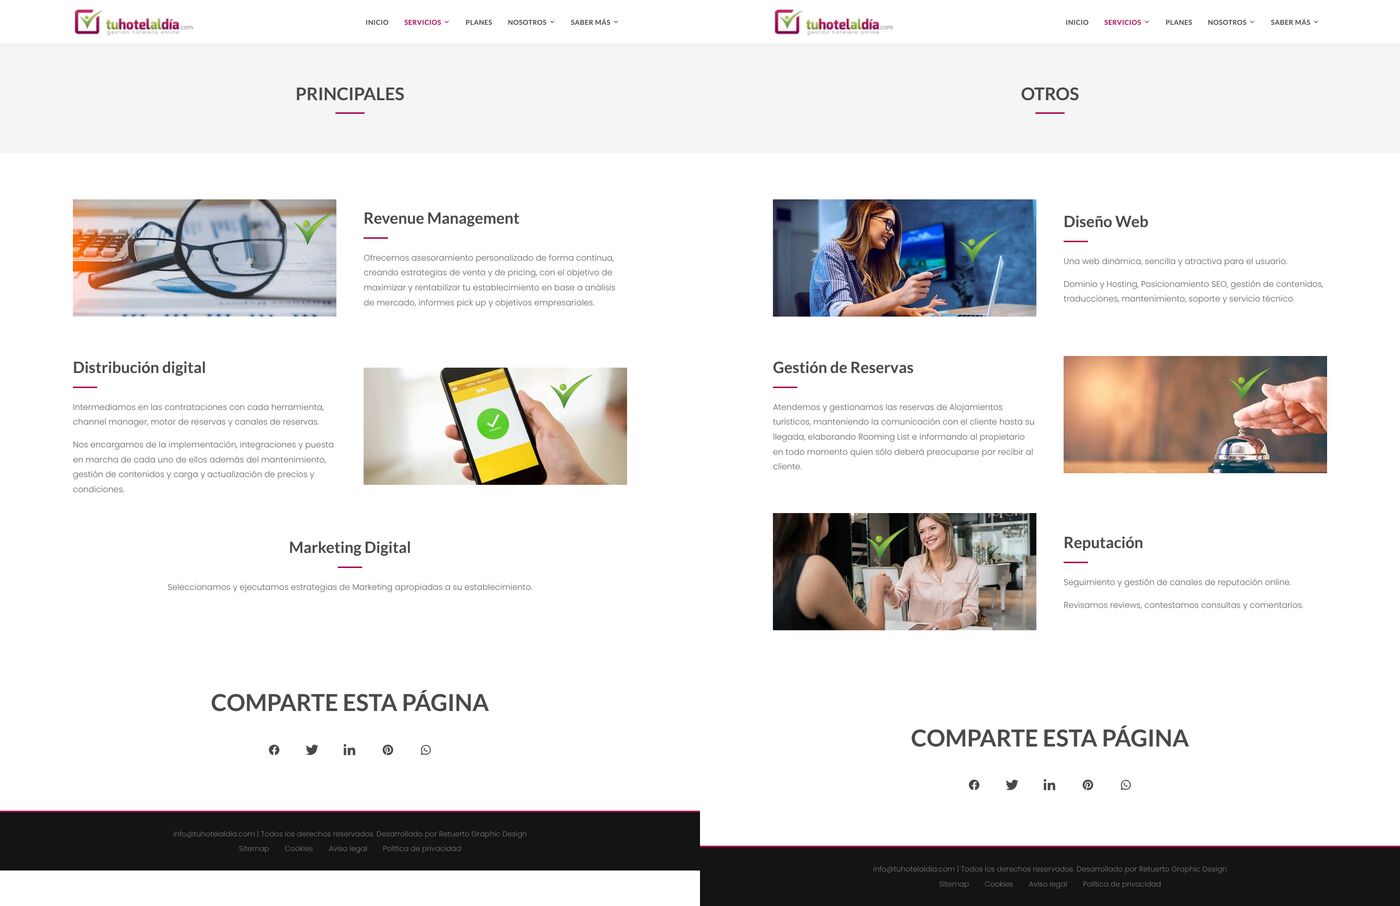 tuhotelaldía.com
gestión hotelera online
INICIO SERVICIOS PLANES NOSOTROS SABER MÁS
PRINCIPALES
Revenue Management
Ofrecemos asesoramiento personalizado de forma continua,
creando estrategias de venta y de pricing, con el objetivo de
maximizar y rentabilizar tu establecimiento en base a análisis
de mercado, informes pick up y objetivos empresariales.
Distribución digital
Intermediamos en las contrataciones con cada herramienta,
channel manager, motor de reservas y canales de reservas.
Nos encargamos de la implementación, integraciones y puesta
en marcha de cada uno de ellos además del mantenimiento,
gestión de contenidos y carga y actualización de precios y
condiciones.
Marketing Digital
Seleccionamos y ejecutamos estrategias de Marketing apropiadas a su establecimiento.
COMPARTE ESTA PÁGINA
info@tuhotelaldia.com | Todos los derechos reservados. Desarrollado por Retuerto Graphic Design
Sitemap Cookies Aviso legal Política de privacidad
tuhotelaldía.com
gestión hotelera online
INICIO SERVICIOS PLANES NOSOTROS SABER MÁS
OTROS
Diseño Web
Una web dinámica, sencilla y atractiva para el usuario.
Dominio y Hosting, Posicionamiento SEO, gestión de contenidos,
traducciones, mantenimiento, soporte y servicio técnico.
Gestión de Reservas
Atendemos y gestionamos las reservas de Alojamientos
turísticos, manteniendo la comunicación con el cliente hasta su
llegada, elaborando Rooming List e informando al propietario
en todo momento quien sólo deberá preocuparse por recibir al
cliente.
Reputación
Seguimiento y gestión de canales de reputación online.
Revisamos reviews, contestamos consultas y comentarios.
COMPARTE ESTA PÁGINA
info@tuhotelaldia.com | Todos los derechos reservados. Desarrollado por Retuerto Graphic Design
Sitemap Cookies Aviso legal Política de privacidad